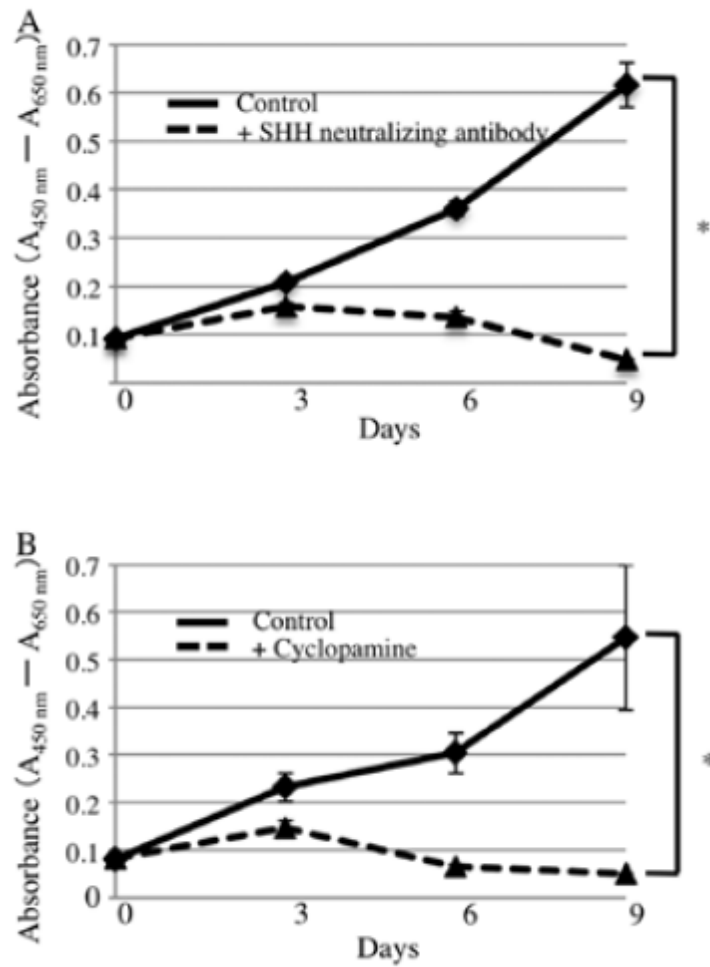 A
Absorbance (A450 nm — A650 nm)
0.7
0.6
0.5
0.4
0.3
0.2
0.1
Control
+ SHH neutralizing antibody
*
0 3 6 9
Days
B
Absorbance (A450 nm — A650 nm)
0.7
0.6
0.5
0.4
0.3
0.2
0.1
0
Control
+ Cyclopamine
*
0 3 6 9
Days